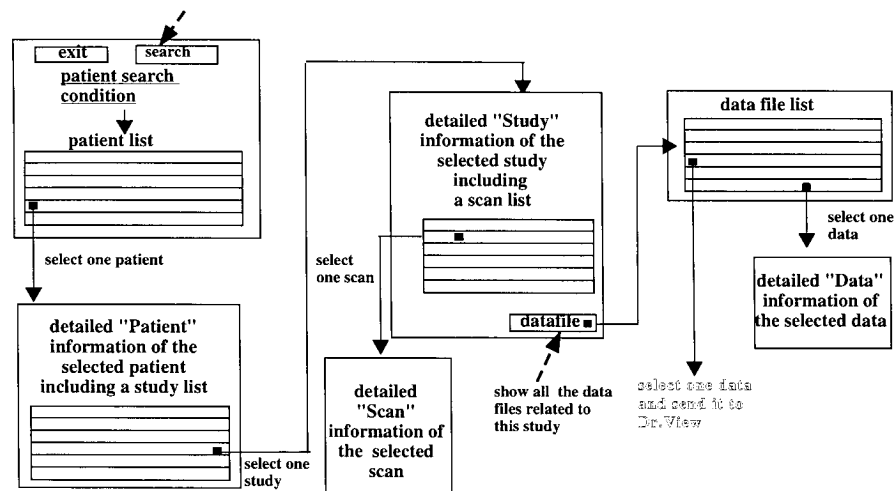 exit
search
patient search
condition
patient list
select one patient
detailed "Patient"
information of the
selected patient
including a study list
select one
study
detailed "Study"
information of the
selected study
including
a scan list
select
one scan
datafile
detailed
"Scan"
information of
the selected
scan
show all the data
files related to
this study
data file list
select one
data
detailed "Data"
information of
the selected data
select one data
and send it to
Dr.View